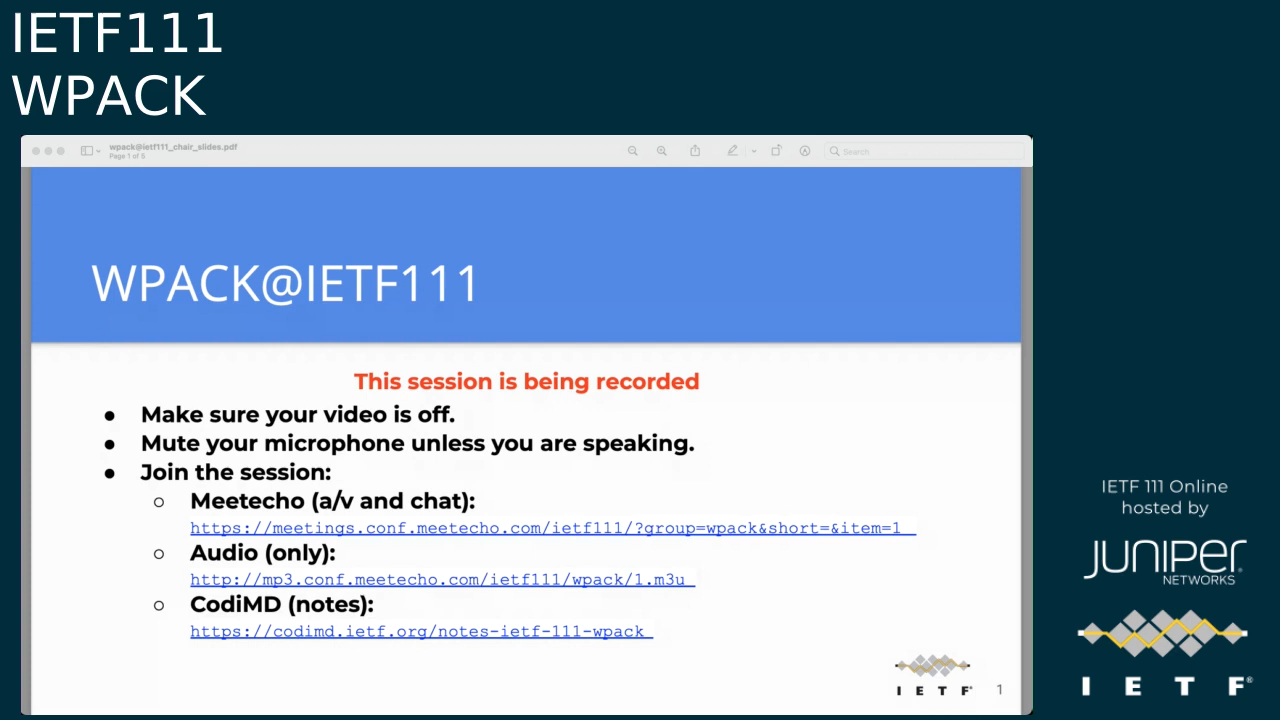 IETF111
WPACK
wpack@ietf111_chair_slides.pdf
Page 1 of 5
Search
WPACK@IETF111
This session is being recorded
● Make sure your video is off.
● Mute your microphone unless you are speaking.
● Join the session:
○ Meetecho (a/v and chat):
https://meetings.conf.meetecho.com/ietf111/?group=wpack&short=&item=1
○ Audio (only):
http://mp3.conf.meetecho.com/ietf111/wpack/1.m3u
○ CodiMD (notes):
https://codimd.ietf.org/notes-ietf-111-wpack
I E T F®
1
IETF 111 Online
hosted by
JUNIPER
NETWORKS
I E T F®